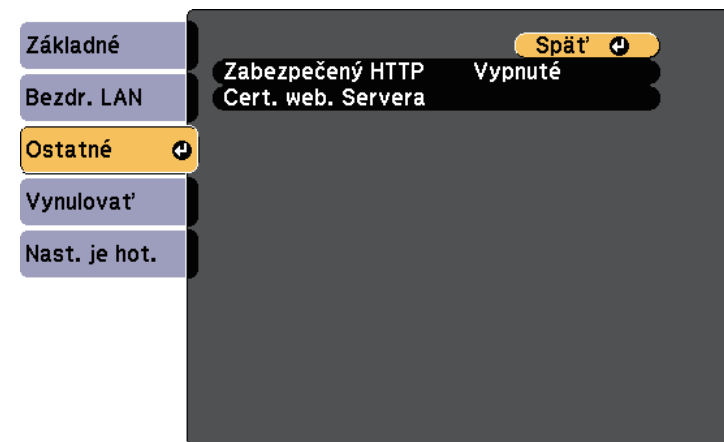 Základné
Bezdr. LAN
Ostatné
Vynulovať
Nast. je hot.
Späť
Zabezpečený HTTP Vypnuté
Cert. web. Servera